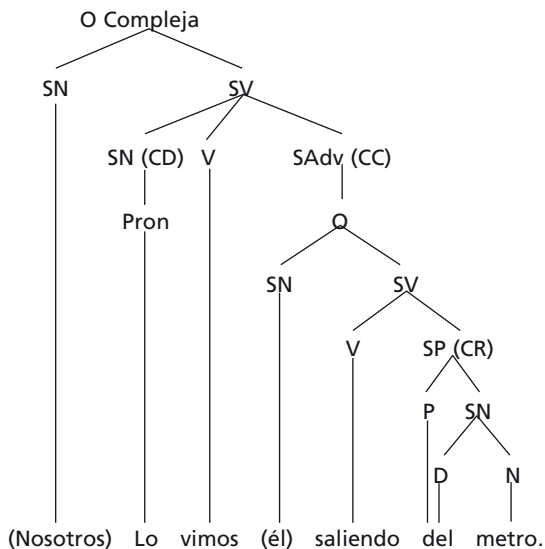 O Compleja
SN SV
SN (CD) V SAdv (CC)
Pron O
SN SV
V SP (CR)
P SN
D N
(Nosotros) Lo vimos (él) saliendo del metro.